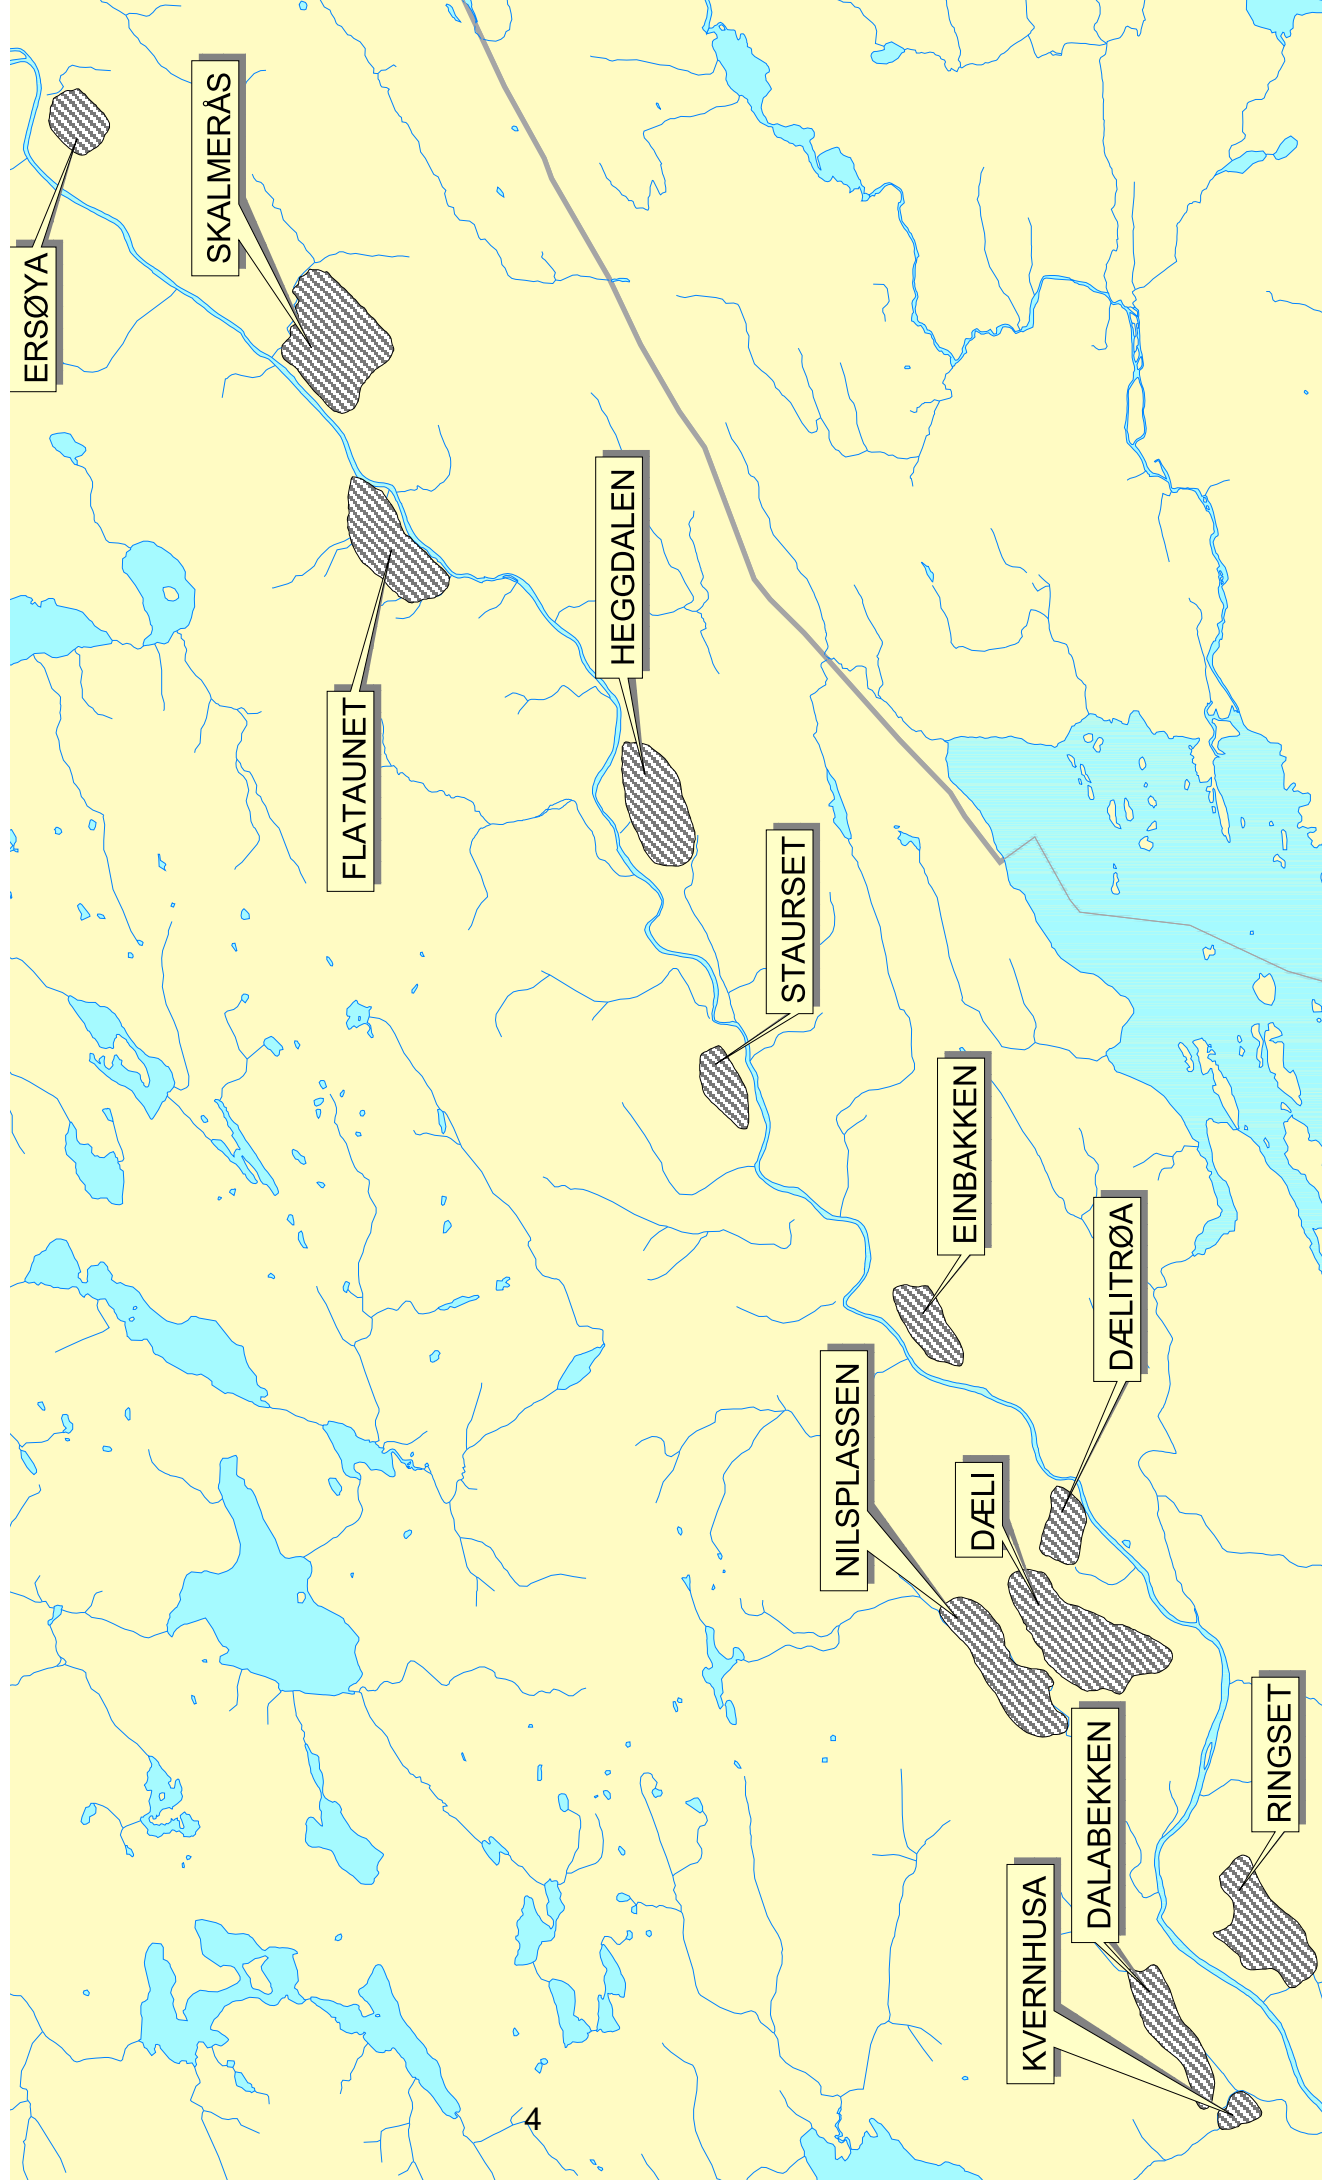 ERSØYA
SKALMERÅS
FLATAUNET
HEGGDALEN
STAURSET
EINBAKKEN
DÆLITRØA
NILSPLASSEN
DÆLI
RINGSET
DALABEKKEN
KVERNHUSA
4